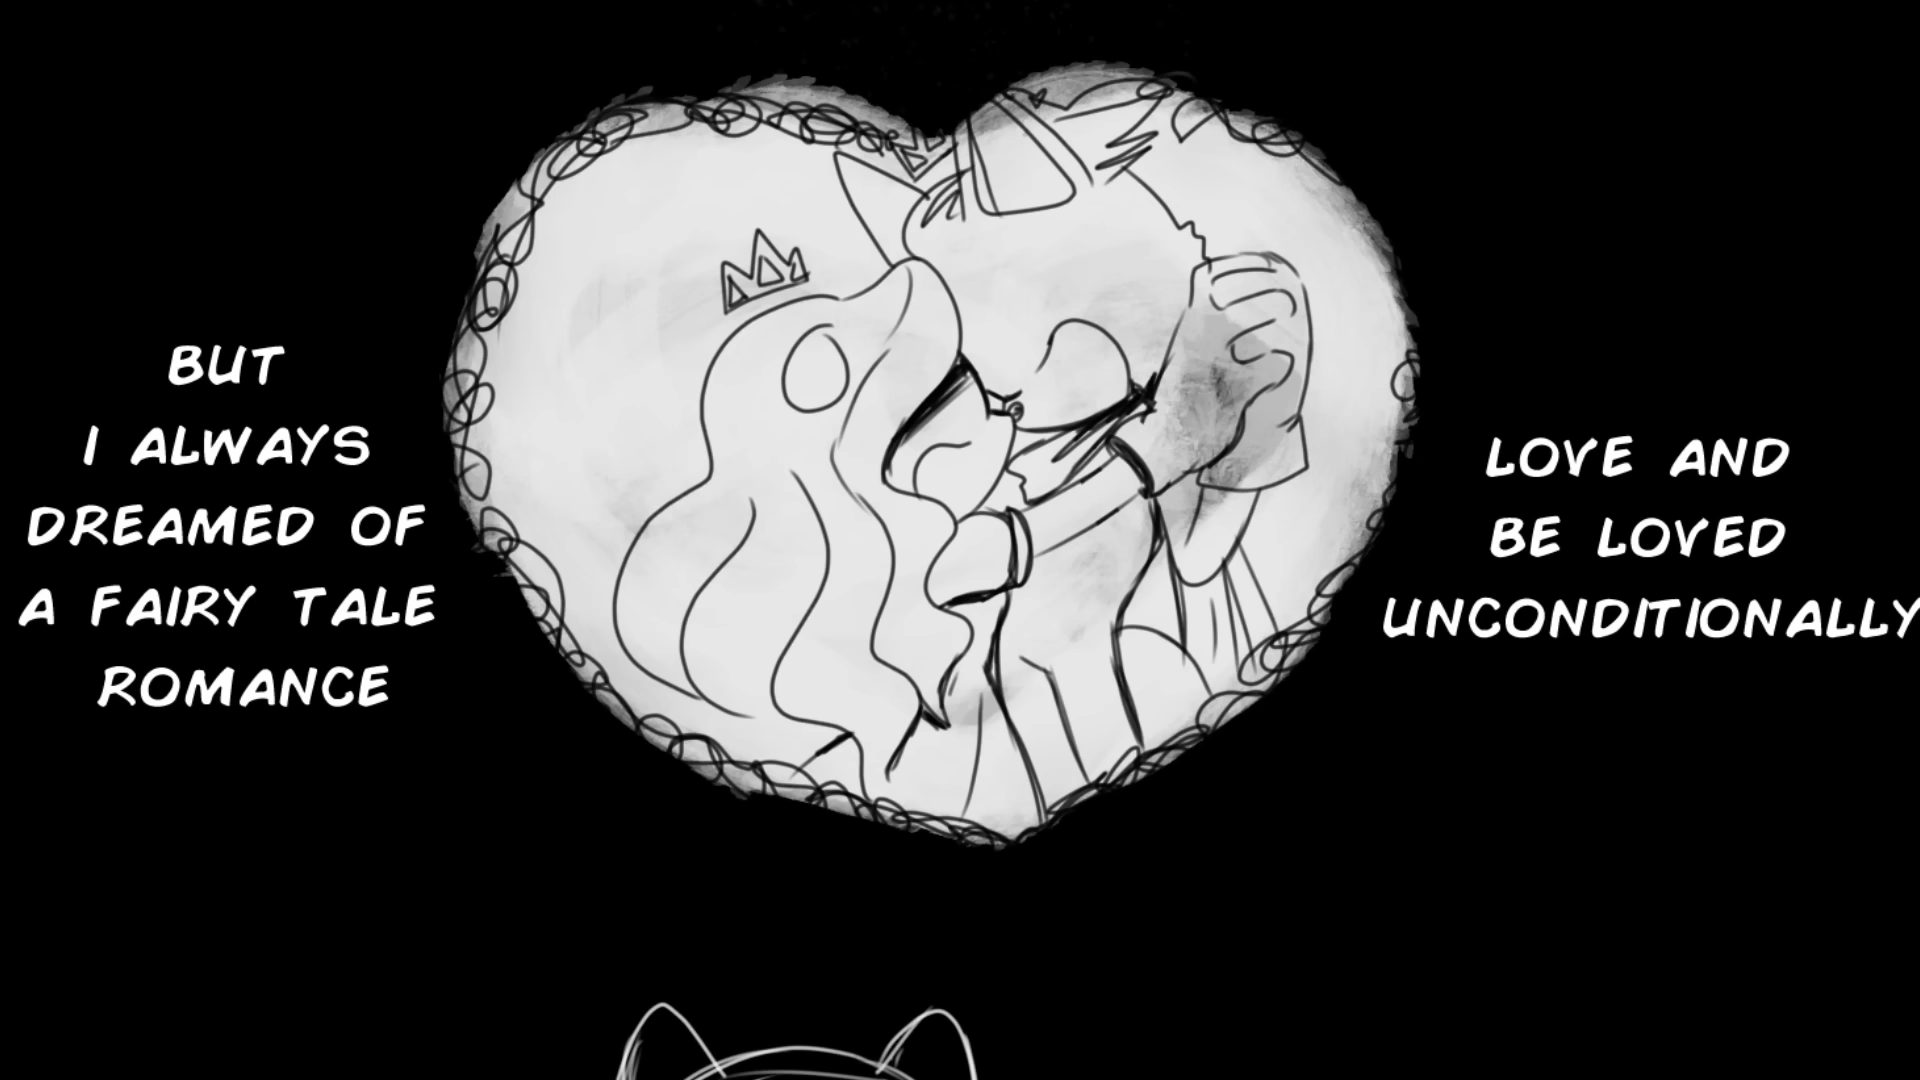 BUT
I ALWAYS
DREAMED OF
A FAIRY TALE
ROMANCE
LOVE AND
BE LOVED
UNCONDITIONALLY